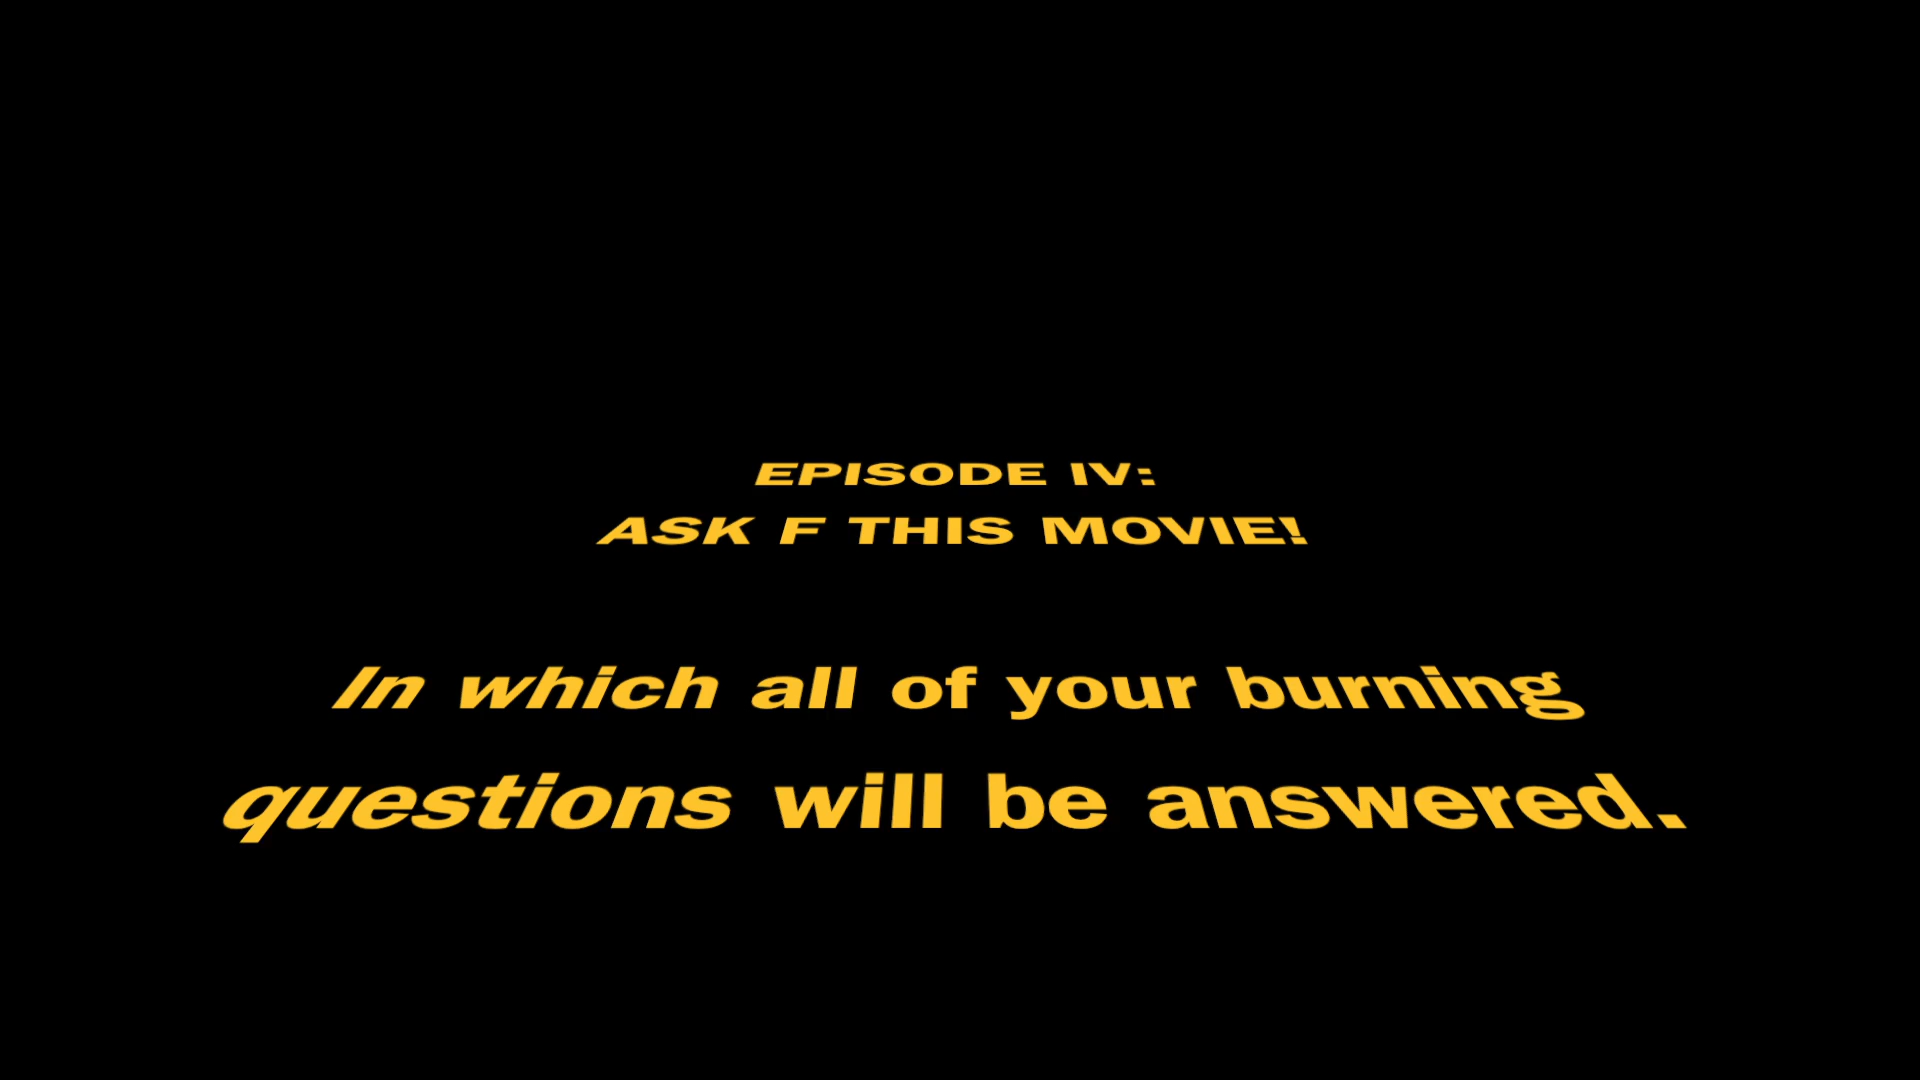 EPISODE IV:
ASK F THIS MOVIE!
In which all of your burning
questions will be answered.